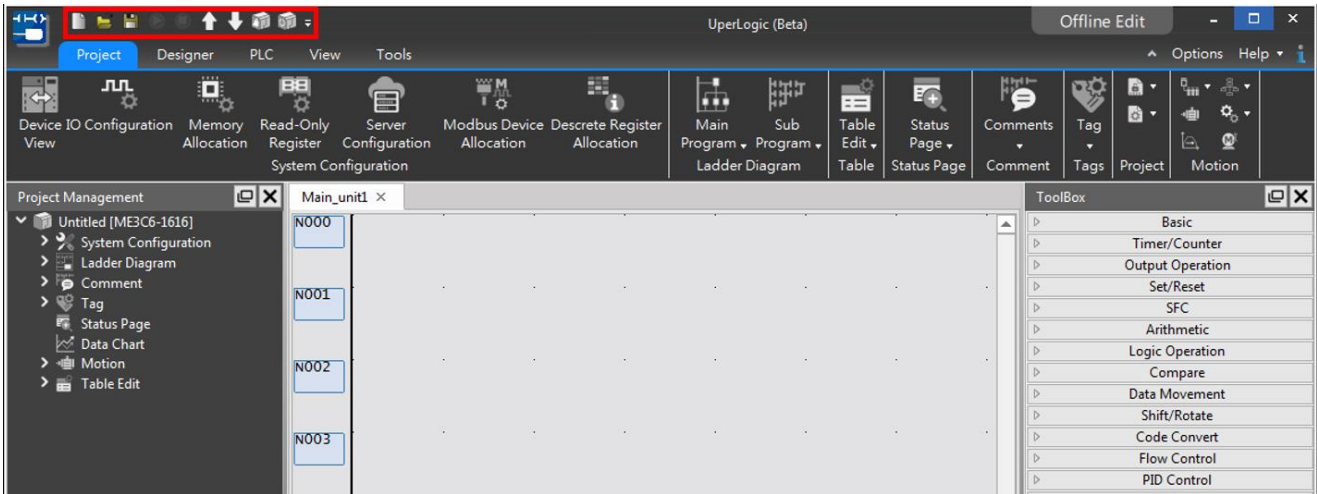 UperLogic (Beta)
Offline Edit
Project Designer PLC View Tools
Options Help
Device View
IO Configuration
Memory Allocation
Read-Only Register
Server Configuration
Modbus Device Allocation
Descrete Register Allocation
Main Program
Sub Program
Table Edit
Status Page
Comments
Tag
System Configuration
Ladder Diagram
Table
Status Page
Comment
Tags
Project
Motion
Project Management
Untitled [ME3C6-1616]
System Configuration
Ladder Diagram
Comment
Tag
Status Page
Data Chart
Motion
Table Edit
Main_unit1
N000
N001
N002
N003
ToolBox
Basic
Timer/Counter
Output Operation
Set/Reset
SFC
Arithmetic
Logic Operation
Compare
Data Movement
Shift/Rotate
Code Convert
Flow Control
PID Control